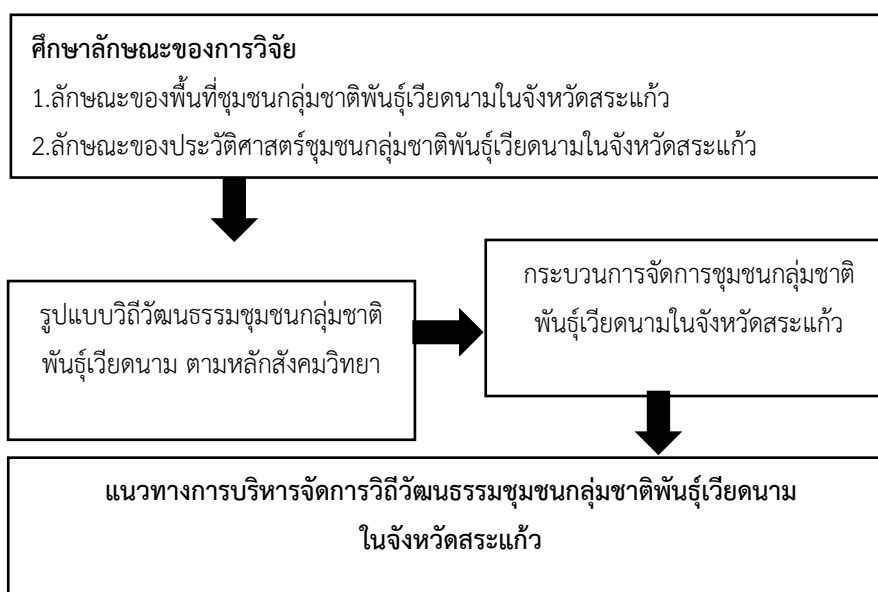 ศึกษาลักษณะของการวิจัย
1.ลักษณะของพื้นที่ชุมชนกลุ่มชาติพันธุ์เวียดนามในจังหวัดสระแก้ว
2.ลักษณะของประวัติศาสตร์ชุมชนกลุ่มชาติพันธุ์เวียดนามในจังหวัดสระแก้ว
รูปแบบวิถีวัฒนธรรมชุมชนกลุ่มชาติ
พันธุ์เวียดนาม ตามหลักสังคมวิทยา
กระบวนการจัดการชุมชนกลุ่มชาติ
พันธุ์เวียดนามในจังหวัดสระแก้ว
แนวทางการบริหารจัดการวิถีวัฒนธรรมชุมชนกลุ่มชาติพันธุ์เวียดนาม
ในจังหวัดสระแก้ว